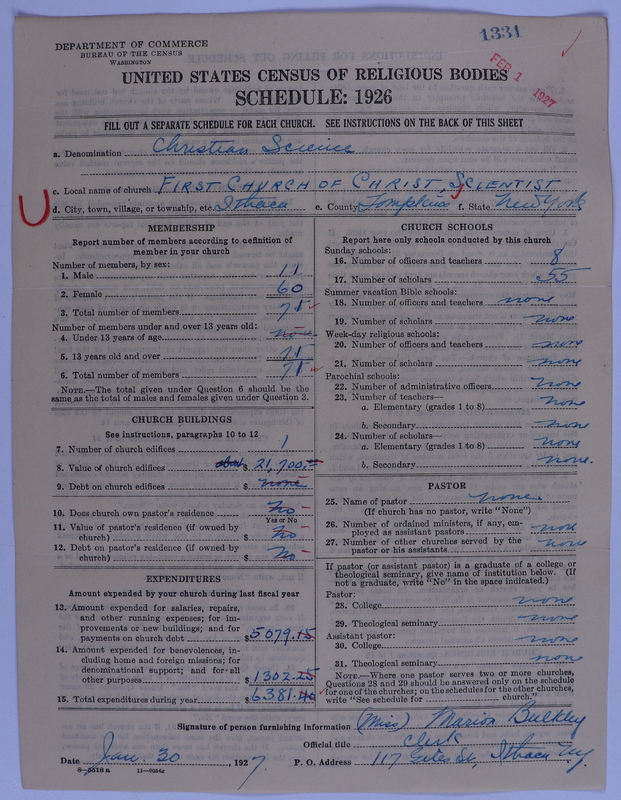 1331
FEB 1 1927
DEPARTMENT OF COMMERCE
BUREAU OF THE CENSUS
WASHINGTON
UNITED STATES CENSUS OF RELIGIOUS BODIES
SCHEDULE: 1926
FILL OUT A SEPARATE SCHEDULE FOR EACH CHURCH. SEE INSTRUCTIONS ON THE BACK OF THIS SHEET
a. Denomination Christian Science
c. Local name of church FIRST CHURCH OF CHRIST, SCIENTIST
d. City, town, village, or township, etc. Ithaca e. County Tompkins f. State New York
MEMBERSHIP
Report number of members according to definition of
member in your church
Number of members, by sex:
1. Male 11
2. Female 60
3. Total number of members 71
Number of members under and over 13 years old:
4. Under 13 years of age none
5. 13 years old and over 71
6. Total number of members 71
NOTE.—The total given under Question 6 should be
same as the total of males and females given under Question 3.
CHURCH BUILDINGS
See instructions, paragraphs 10 to 12
7. Number of church edifices 1
8. Value of church edifices $ 21,700.
9. Debt on church edifices $ none
10. Does church own pastor's residence No
Yes or No
11. Value of pastor's residence (if owned by
church) $ No
12. Debt on pastor's residence (if owned by
church) $ No
EXPENDITURES
Amount expended by your church during last fiscal year
13. Amount expended for salaries, repairs,
and other running expenses; for im-
provements or new buildings; and for
payments on church debt $ 5079.15
14. Amount expended for benevolences, in-
cluding home and foreign missions; for
denominational support; and for all
other purposes $ 1302.25
15. Total expenditures during year $ 6381.40
CHURCH SCHOOLS
Report here only schools conducted by this church
Sunday schools:
16. Number of officers and teachers 8
17. Number of scholars 55
Summer vacation Bible schools:
18. Number of officers and teachers none
19. Number of scholars none
Week-day religious schools:
20. Number of officers and teachers none
21. Number of scholars none
Parochial schools:
22. Number of administrative officers none
23. Number of teachers—
a. Elementary (grades 1 to 8) none
b. Secondary none
24. Number of scholars—
a. Elementary (grades 1 to 8) none
b. Secondary none.
PASTOR
25. Name of pastor none
(If church has no pastor, write "None")
26. Number of ordained ministers, if any, em-
ployed as assistant pastors none
27. Number of other churches served by the
pastor or his assistants none
If pastor (or assistant pastor) is a graduate of a college or
theological seminary, give name of institution below. (If
not a graduate, write "No" in the space indicated.)
Pastor:
28. College none
29. Theological seminary none
Assistant pastor:
30. College none
31. Theological seminary none
NOTE.—Where one pastor serves two or more churches,
Questions 28 and 29 should be answered only on the schedule
for one of the churches; on the schedules for the other churches,
write "See schedule for church."
Signature of person furnishing information (Miss) Marion Bulkley
Official title Clerk
Date Jan. 30, 1927 P. O. Address 117 Giles St., Ithaca N.Y.
8—5518 a 11—8084